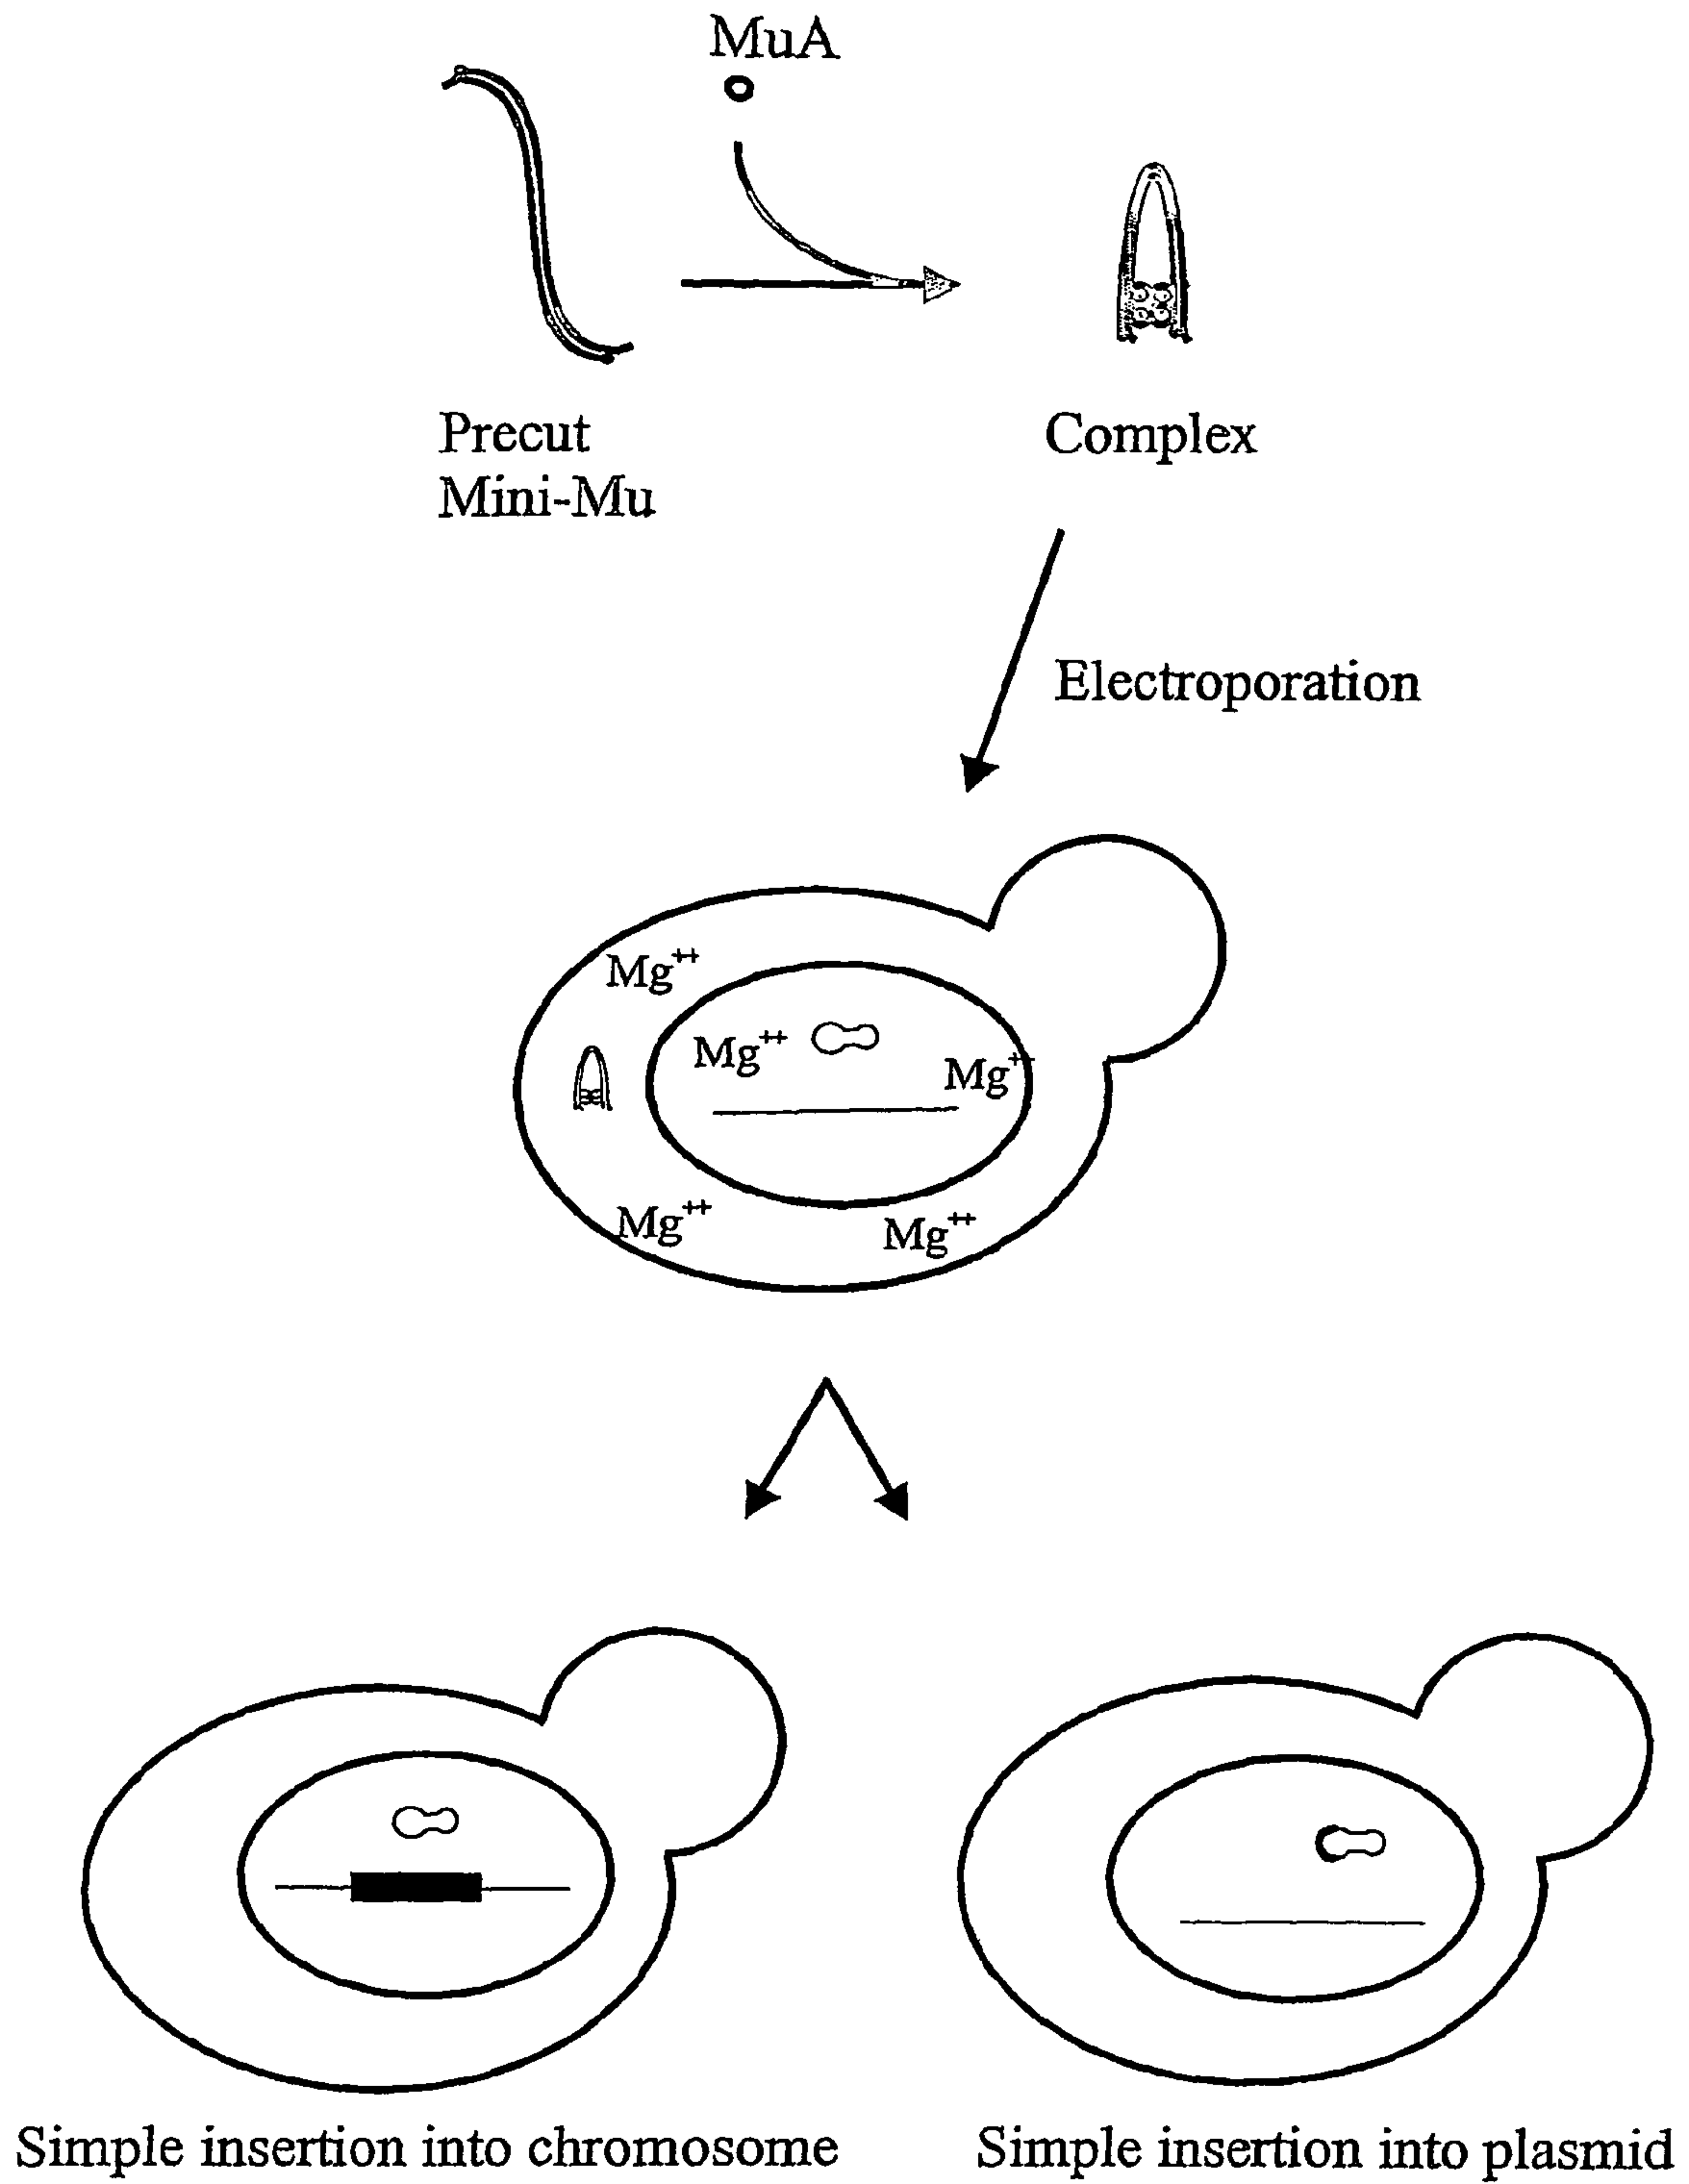 MuA
Precut
Mini-Mu
Complex
Electroporation
Mg⁺⁺
Mg⁺⁺
Mg⁺⁺
Mg⁺⁺
Mg⁺⁺
Simple insertion into chromosome
Simple insertion into plasmid